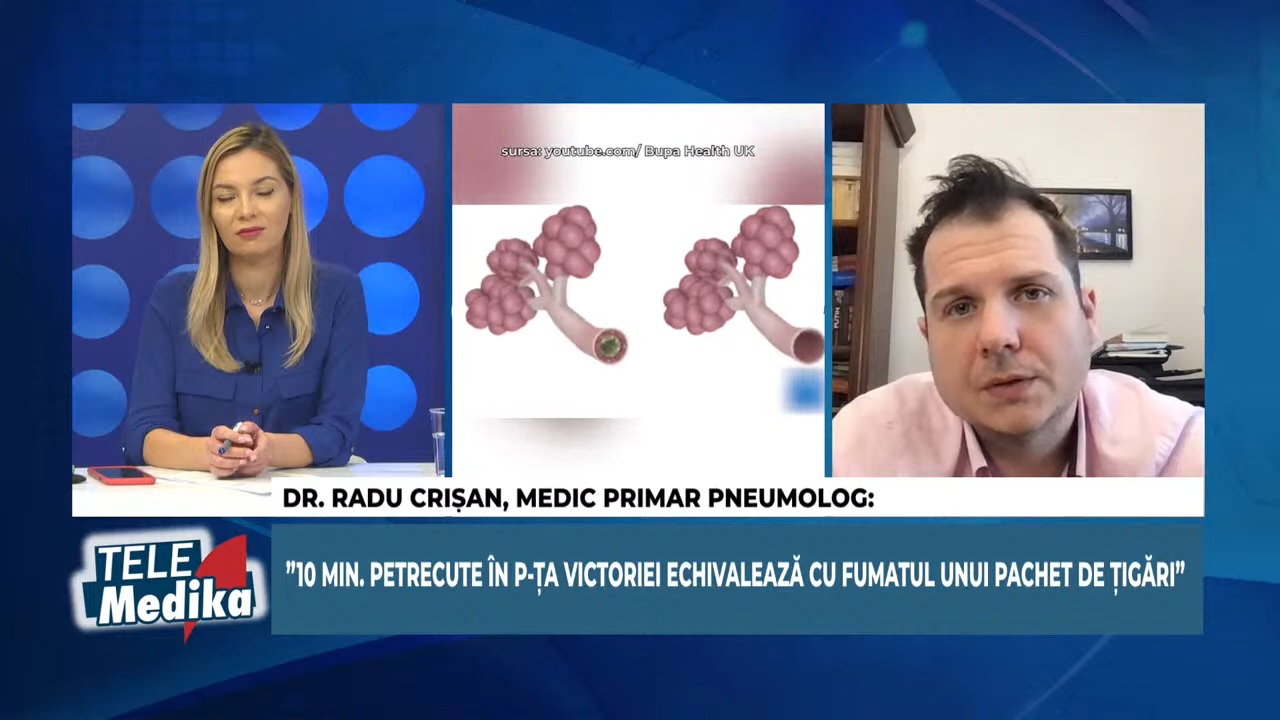 sursa: youtube.com/ Bupa Health UK
PUTIN
DR. RADU CRIȘAN, MEDIC PRIMAR PNEUMOLOG:
TELE
Medika
”10 MIN. PETRECUTE ÎN P-ȚA VICTORIEI ECHIVALEAZĂ CU FUMATUL UNUI PACHET DE ȚIGĂRI”